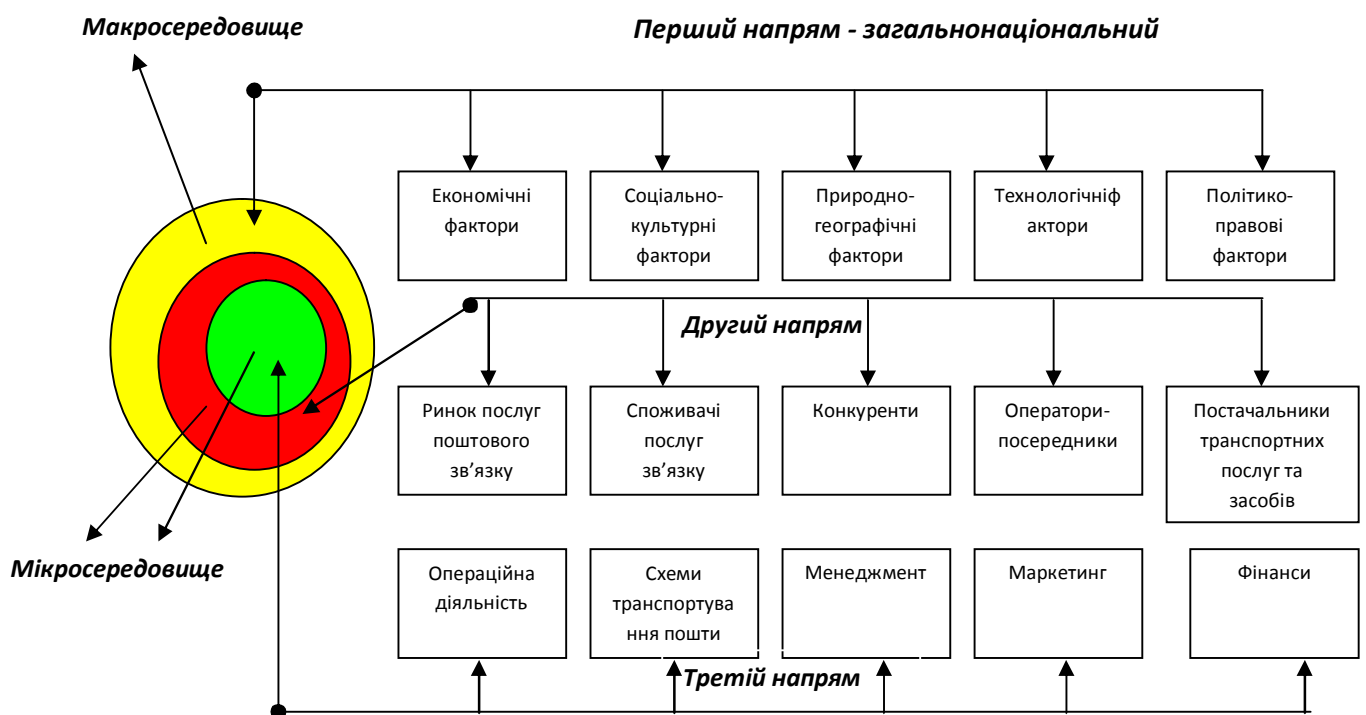 Макросередовище
Перший напрям - загальнонаціональний
Економічні
фактори
Соціально-
культурні
фактори
Природно-
географічні
фактори
Технологічніф
актори
Політико-
правові
фактори
Другий напрям
Ринок послуг
поштового
зв’язку
Споживачі
послуг
зв’язку
Конкуренти
Оператори-
посередники
Постачальники
транспортних
послуг та
засобів
Мікросередовище
Операційна
діяльність
Схеми
транспортува
ння пошти
Менеджмент
Маркетинг
Фінанси
Третій напрям